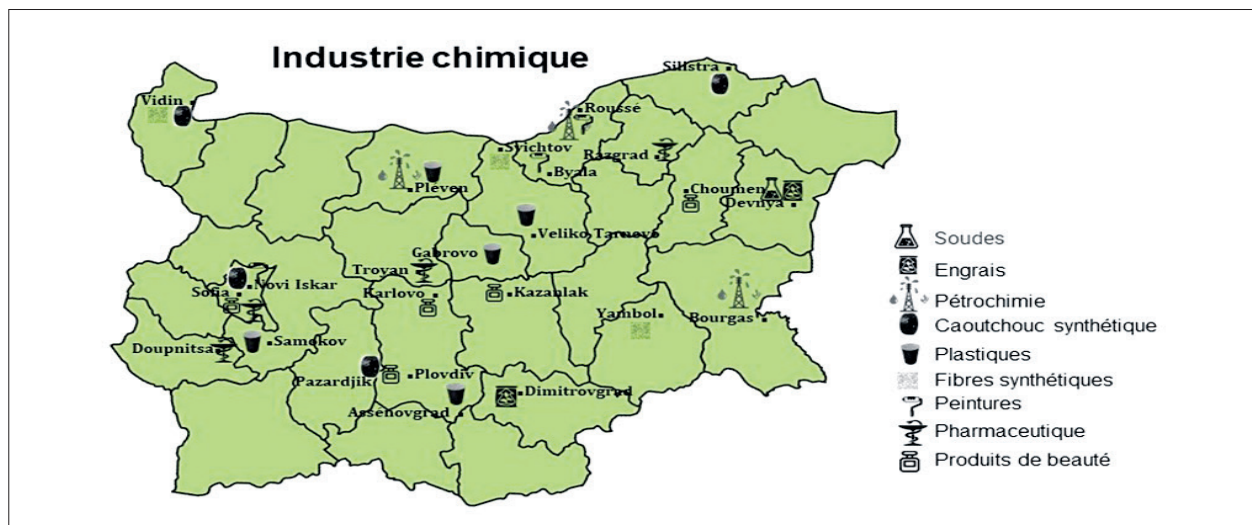 Industrie chimique
Sillstra
Vidin
Roussé
Svichtov
Razgrad
Byala
Pleven
Choumen
Devnya
Veliko Tarnovo
Gabrovo
Troyan
Novi Iskar
Sofia
Karlovo
Kazanlak
Yambol
Bourgas
Doupnitsa
Samokov
Pazardjik
Plovdiv
Assenovgrad
Dimitrovgrad
Soudes
Engrais
Pétrochimie
Caoutchouc synthétique
Plastiques
Fibres synthétiques
Peintures
Pharmaceutique
Produits de beauté